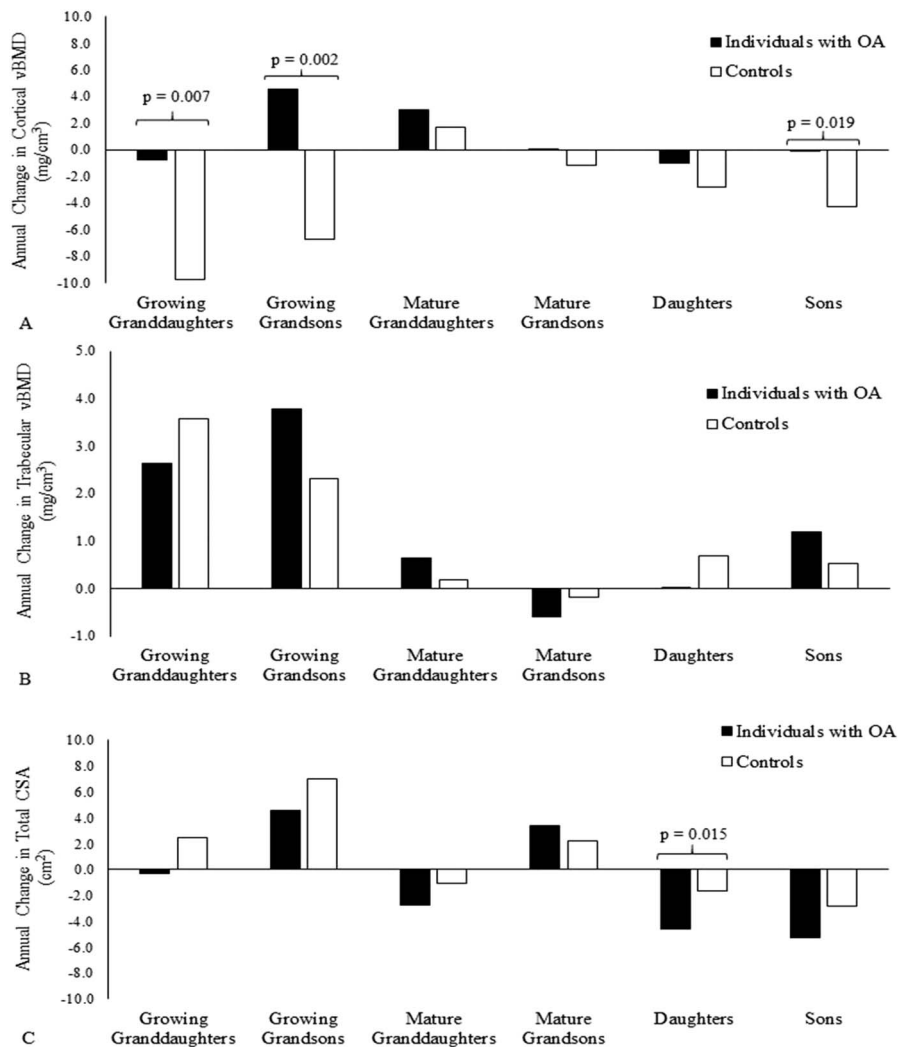 10.0
8.0
6.0
4.0
2.0
0.0
-2.0
-4.0
-6.0
-8.0
-10.0
Annual Change in Cortical vBMD
(mg/cm³)
Individuals with OA
Controls
p = 0.007
p = 0.002
p = 0.019
Growing
Granddaughters
Growing
Grandsons
Mature
Granddaughters
Mature
Grandsons
Daughters
Sons
A
5.0
4.0
3.0
2.0
1.0
0.0
-1.0
Annual Change in Trabecular vBMD
(mg/cm³)
Individuals with OA
Controls
Growing
Granddaughters
Growing
Grandsons
Mature
Granddaughters
Mature
Grandsons
Daughters
Sons
B
10.0
8.0
6.0
4.0
2.0
0.0
-2.0
-4.0
-6.0
-8.0
-10.0
Annual Change in Total CSA
(cm²)
Individuals with OA
Controls
p = 0.015
Growing
Granddaughters
Growing
Grandsons
Mature
Granddaughters
Mature
Grandsons
Daughters
Sons
C